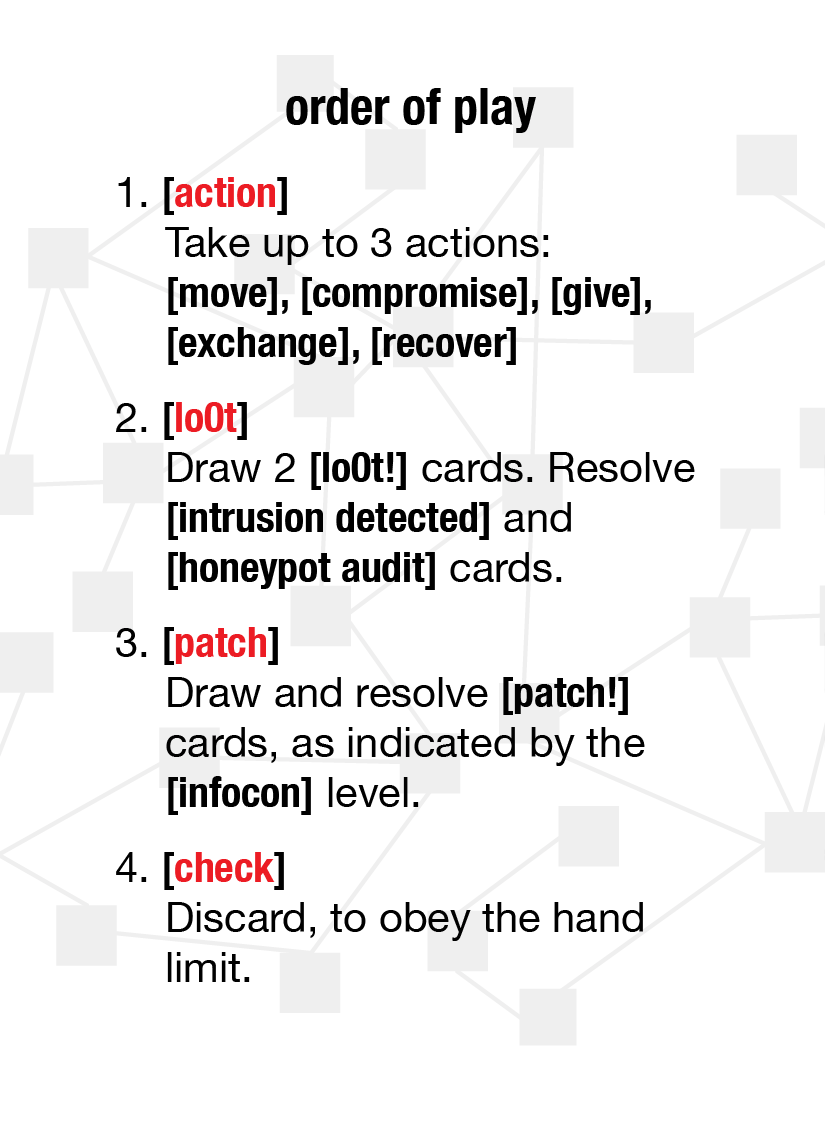 order of play
1. [action]
Take up to 3 actions:
[move], [compromise], [give],
[exchange], [recover]
2. [lo0t]
Draw 2 [lo0t!] cards. Resolve
[intrusion detected] and
[honeypot audit] cards.
3. [patch]
Draw and resolve [patch!]
cards, as indicated by the
[infocon] level.
4. [check]
Discard, to obey the hand
limit.